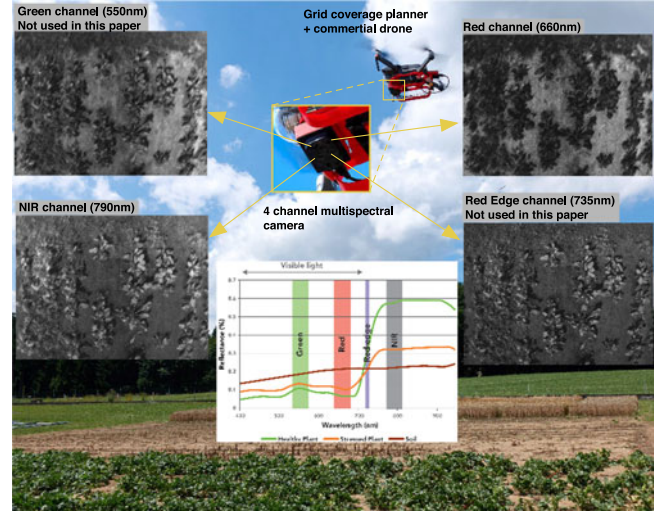 Green channel (550nm)
Not used in this paper
Grid coverage planner
+ commertial drone
Red channel (660nm)
NIR channel (790nm)
4 channel multispectral
camera
Red Edge channel (735nm)
Not used in this paper
Visible light
Green
Red
Red edge
NIR
Reflectance (%)
Wavelength (nm)
Healthy Plant
Stressed Plant
Soil